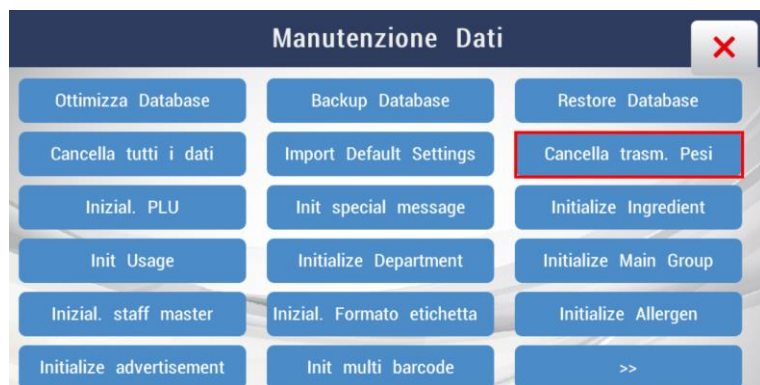 Manutenzione Dati
Ottimizza Database
Backup Database
Restore Database
Cancella tutti i dati
Import Default Settings
Cancella trasm. Pesi
Inizial. PLU
Init special message
Initialize Ingredient
Init Usage
Initialize Department
Initialize Main Group
Inizial. staff master
Inizial. Formato etichetta
Initialize Allergen
Initialize advertisement
Init multi barcode
>>